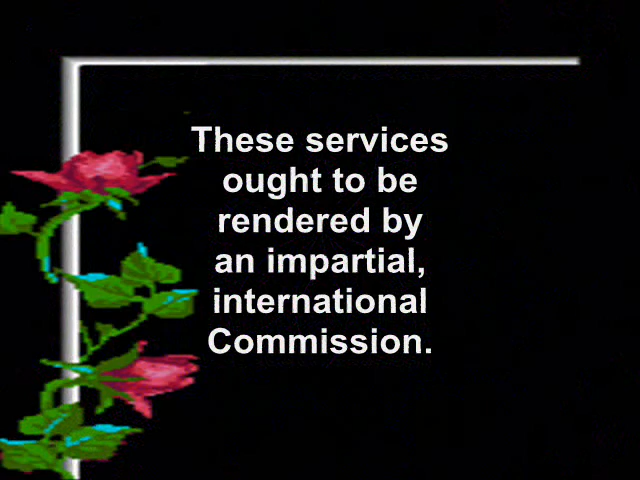 These services
ought to be
rendered by
an impartial,
international
Commission.